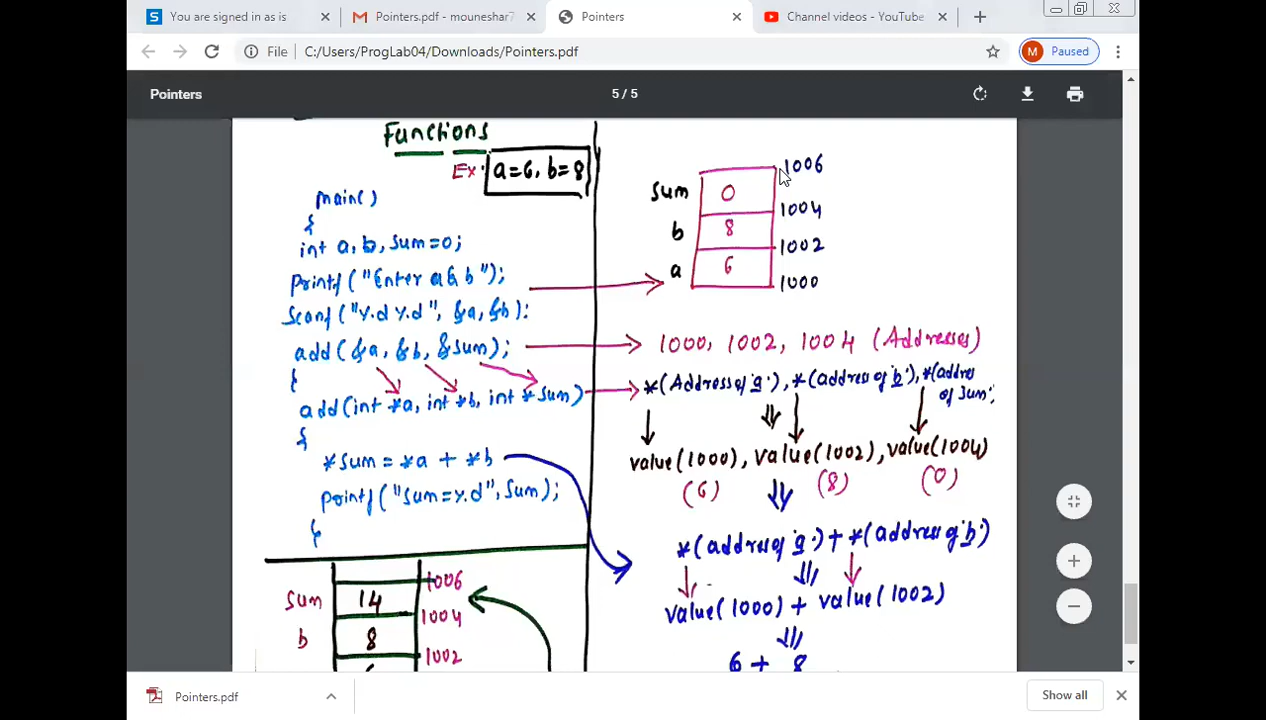 You are signed in as is
Pointers.pdf - mouneshar7
Pointers
Channel videos - YouTube
File C:/Users/ProgLab04/Downloads/Pointers.pdf
M Paused
Pointers
5 / 5
Functions
Ex: a=6, b=8
main()
{
int a, b, sum=0;
printf("Enter a & b");
Scanf("%d %d", &a, &b);
add(&a, &b, &sum);
}
add(int *a, int *b, int *sum)
{
*sum = *a + *b
printf("sum=%d", sum);
}
sum 14
b 8
6
1006
1004
1002
sum 0
b 8
a 6
1006
1004
1002
1000
1000, 1002, 1004 (Addresses)
*(Address of a), *(address of b), *(addres of sum;
value(1000), value(1002), value(1004)
(6) (8) (0)
*(address of a) + *(address of b)
value(1000) + value(1002)
6 + 8
Pointers.pdf
Show all